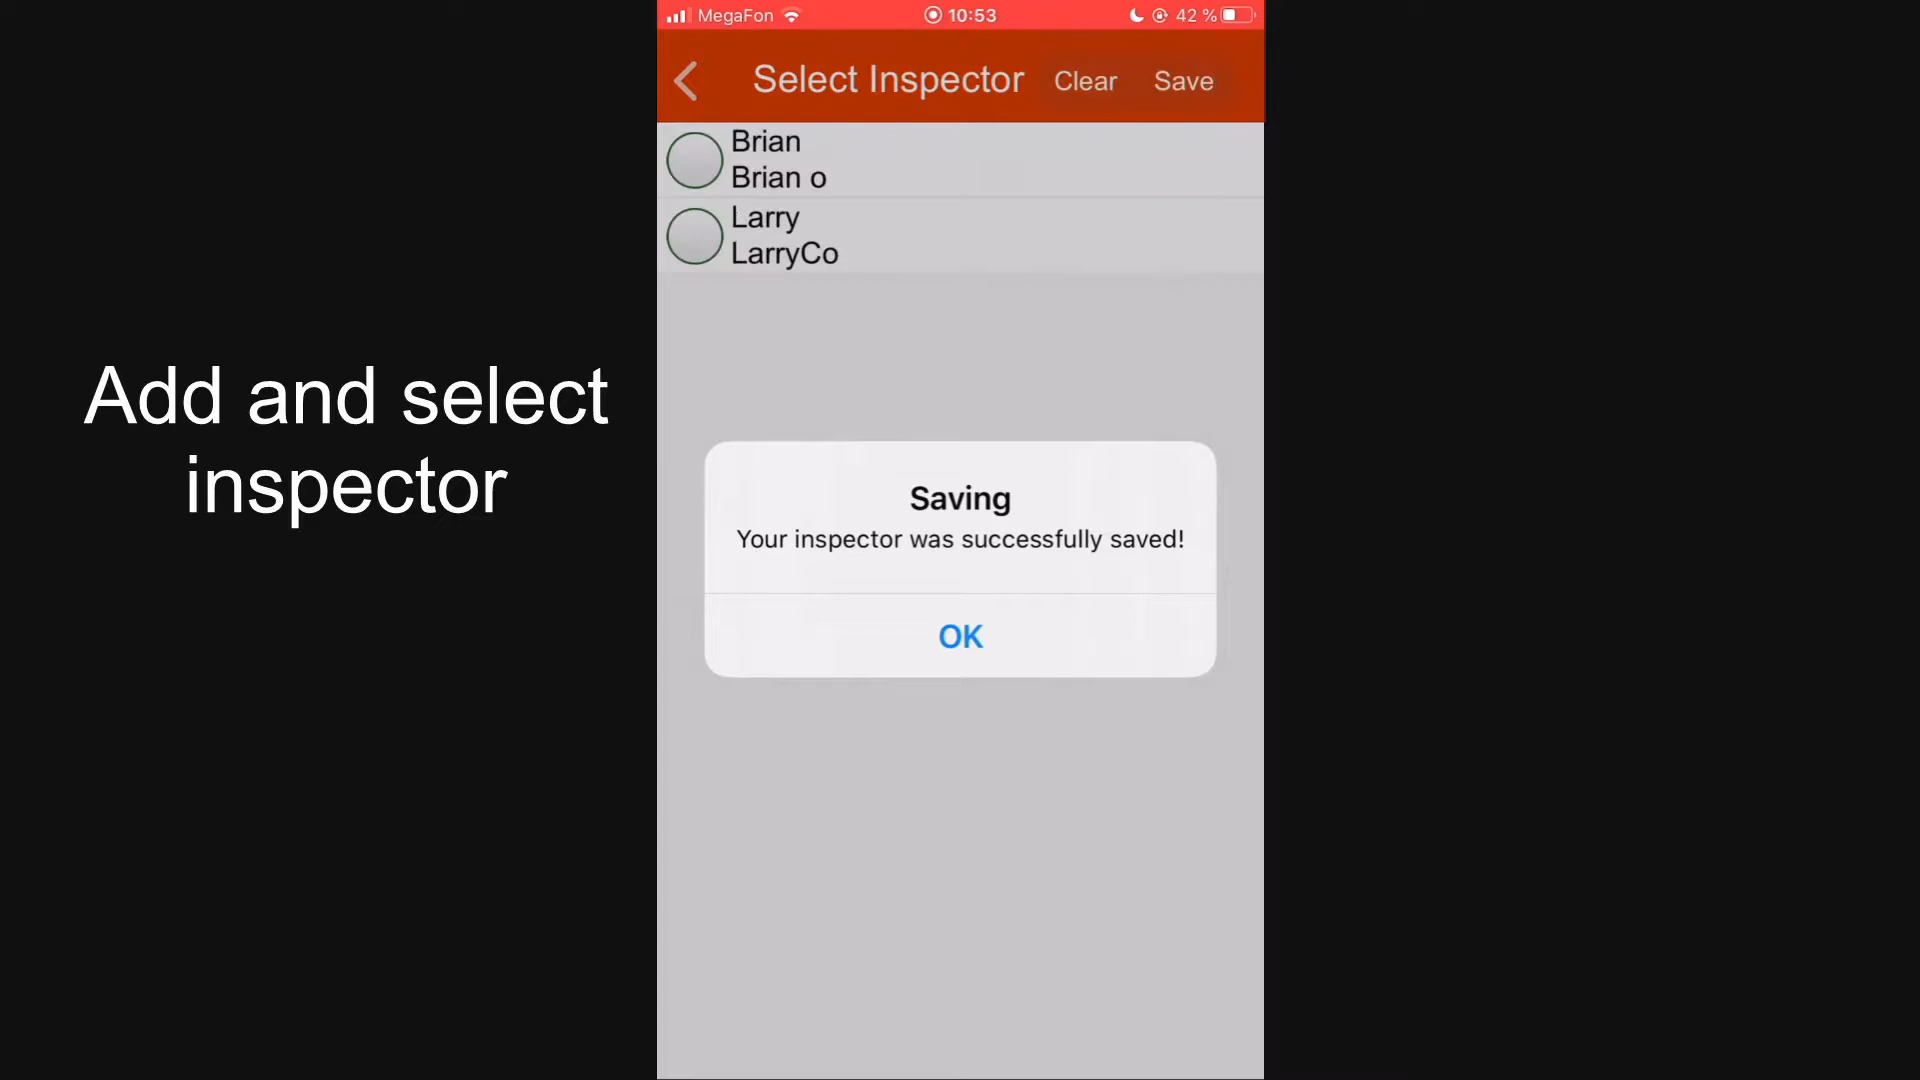 MegaFon 10:53 42 %
Select Inspector Clear Save
Brian
Brian o
Larry
LarryCo
Add and select
inspector
Saving
Your inspector was successfully saved!
OK